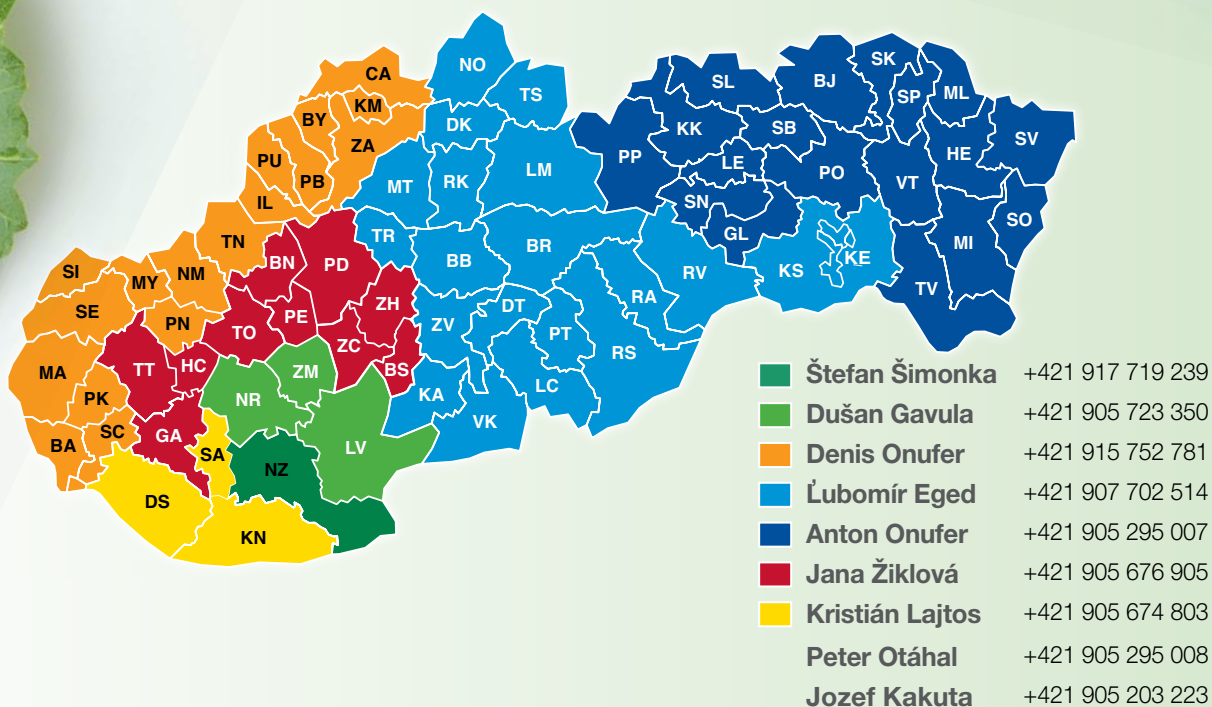 NO
CA
TS
KM
BY
DK
ZA
PU
PB
MT
RK
LM
IL
TN
TR
BR
BB
SL
BJ
SK
SP
ML
KK
SB
SV
PP
LE
HE
PO
VT
SN
SO
GL
MI
KS
KE
RV
TV
SI
MY
NM
BN
PD
SE
PN
TO
PE
ZH
ZV
DT
RA
PT
RS
ZC
MA
TT
HC
ZM
BS
KA
LC
PK
NR
VK
SC
BA
GA
SA
NZ
LV
DS
KN
Štefan Šimonka +421 917 719 239
Dušan Gavula +421 905 723 350
Denis Onufer +421 915 752 781
Ľubomír Eged +421 907 702 514
Anton Onufer +421 905 295 007
Jana Žiklová +421 905 676 905
Kristián Lajtos +421 905 674 803
Peter Otáhal +421 905 295 008
Jozef Kakuta +421 905 203 223